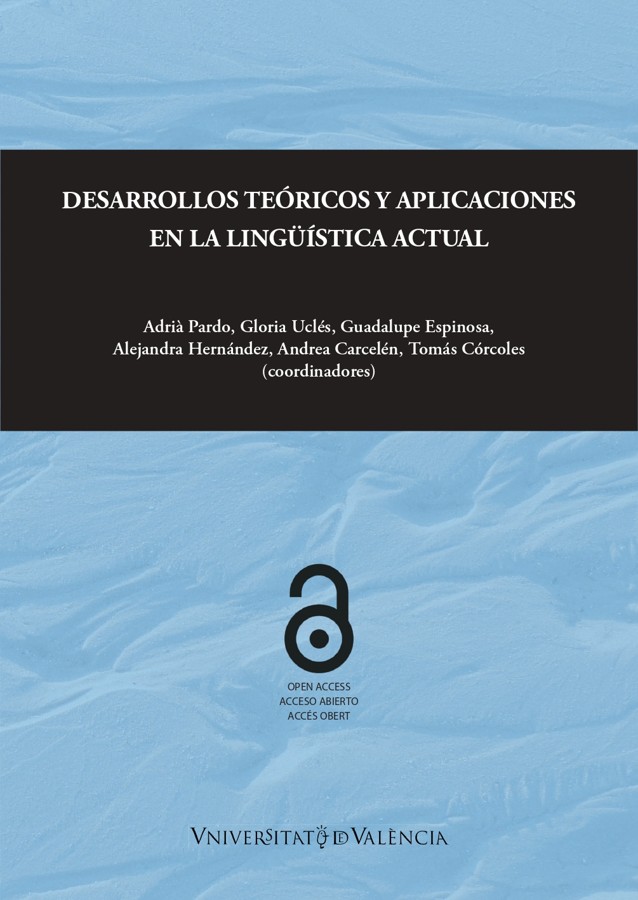 DESARROLLOS TEÓRICOS Y APLICACIONES
EN LA LINGÜÍSTICA ACTUAL
Adrià Pardo, Gloria Uclés, Guadalupe Espinosa,
Alejandra Hernández, Andrea Carcelén, Tomás Córcoles
(coordinadores)
OPEN ACCESS
ACCESO ABIERTO
ACCÉS OBERT
VNIVERSITAT DE VALÈNCIA